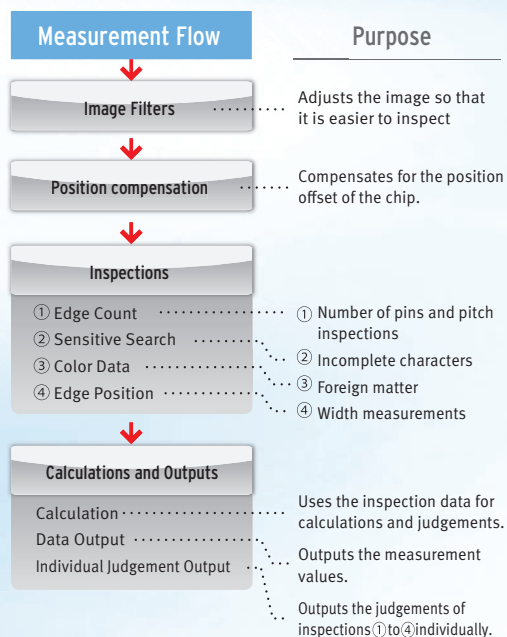 Measurement Flow
Purpose
Image Filters
Adjusts the image so that
it is easier to inspect
Position compensation
Compensates for the position
offset of the chip.
Inspections
① Edge Count
② Sensitive Search
③ Color Data
④ Edge Position
① Number of pins and pitch
inspections
② Incomplete characters
③ Foreign matter
④ Width measurements
Calculations and Outputs
Calculation
Data Output
Individual Judgement Output
Uses the inspection data for
calculations and judgements.
Outputs the measurement
values.
Outputs the judgements of
inspections①to④individually.